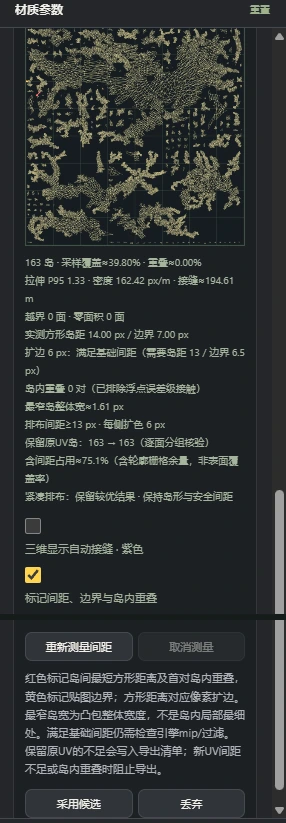 材质参数 重置
163 岛 · 采样覆盖≈39.80% · 重叠≈0.00%
拉伸 P95 1.33 · 密度 162.42 px/m · 接缝≈194.61
m
越界 0 面 · 零面积 0 面
实测方形岛距 14.00 px / 边界 7.00 px
扩边 6 px：满足基础间距（需要岛距 13 / 边界 6.5
px）
岛内重叠 0 对（已排除浮点误差级接触）
最窄岛整体宽≈1.61 px
排布间距≥13 px · 每侧扩色 6 px
保留原UV岛：163 → 163（逐面分组核验）
含间距占用≈75.1%（含轮廓栅格余量，非表面覆
盖率）
紧凑排布：保留较优结果 · 保持岛形与安全间距
三维显示自动接缝 · 紫色
标记间距、边界与岛内重叠
重新测量间距 取消测量
红色标记岛间最短方形距离及首对岛内重叠，
黄色标记贴图边界；方形距离对应像素扩边。
最窄岛宽为凸包整体宽度，不是岛内局部最细
处。满足基础间距仍需检查引擎mip/过滤。
保留原UV的不足会写入导出清单；新UV间距
不足或岛内重叠时阻止导出。
采用候选 丢弃